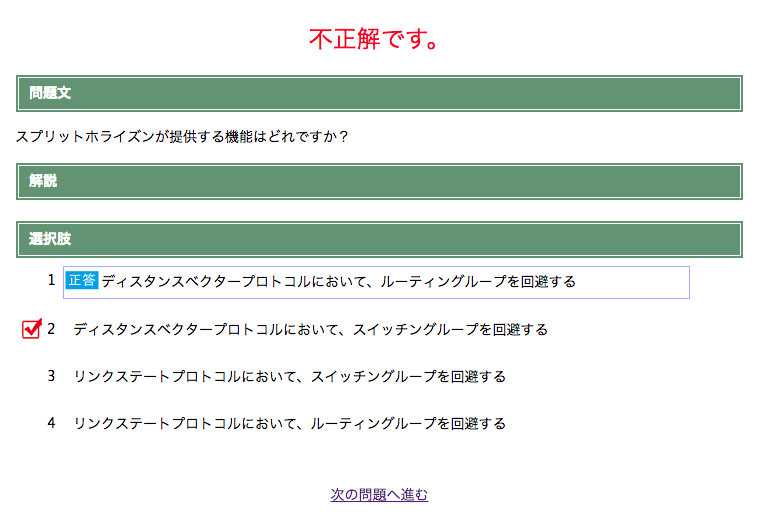 不正解です。
問題文
スプリットホライズンが提供する機能はどれですか？
解説
選択肢
1 正答 ディスタンスベクタープロトコルにおいて、ルーティングループを回避する
2 ディスタンスベクタープロトコルにおいて、スイッチングループを回避する
3 リンクステートプロトコルにおいて、スイッチングループを回避する
4 リンクステートプロトコルにおいて、ルーティングループを回避する
次の問題へ進む